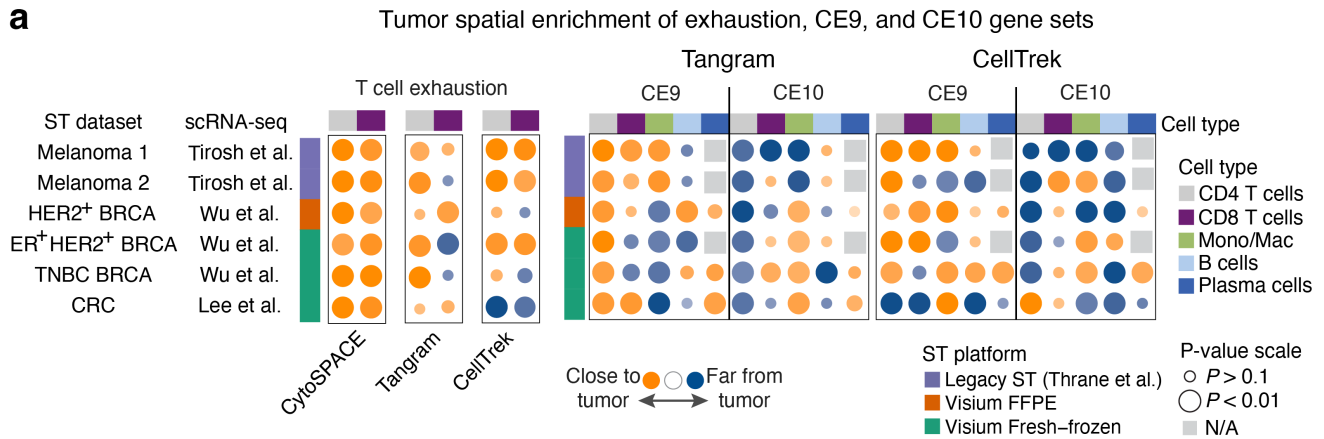 a
Tumor spatial enrichment of exhaustion, CE9, and CE10 gene sets
Tangram CellTrek
T cell exhaustion CE9 CE10 CE9 CE10
ST dataset scRNA-seq Cell type
Melanoma 1 Tirosh et al.
Melanoma 2 Tirosh et al.
HER2+ BRCA Wu et al.
ER+HER2+ BRCA Wu et al.
TNBC BRCA Wu et al.
CRC Lee et al.
CytoSPACE Tangram CellTrek
Cell type
CD4 T cells
CD8 T cells
Mono/Mac
B cells
Plasma cells
Close to tumor
Far from tumor
ST platform
Legacy ST (Thrane et al.)
Visium FFPE
Visium Fresh−frozen
P-value scale
P > 0.1
P < 0.01
N/A